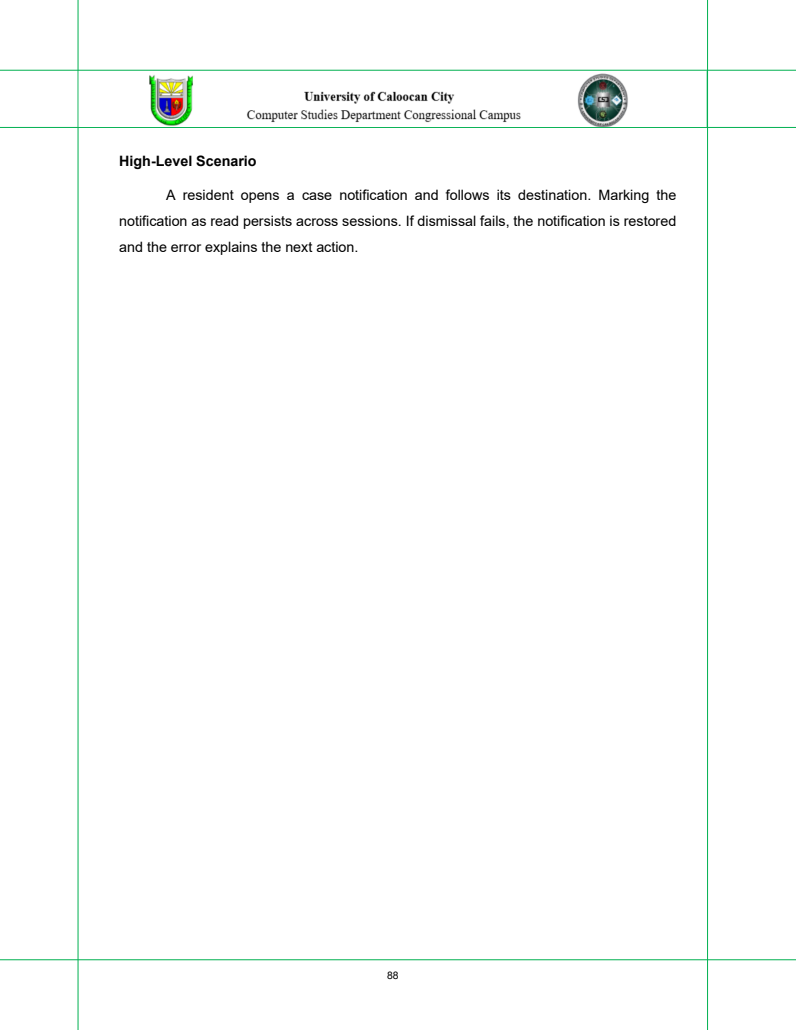 University of Caloocan City
Computer Studies Department Congressional Campus
High-Level Scenario
A resident opens a case notification and follows its destination. Marking the
notification as read persists across sessions. If dismissal fails, the notification is restored
and the error explains the next action.
88